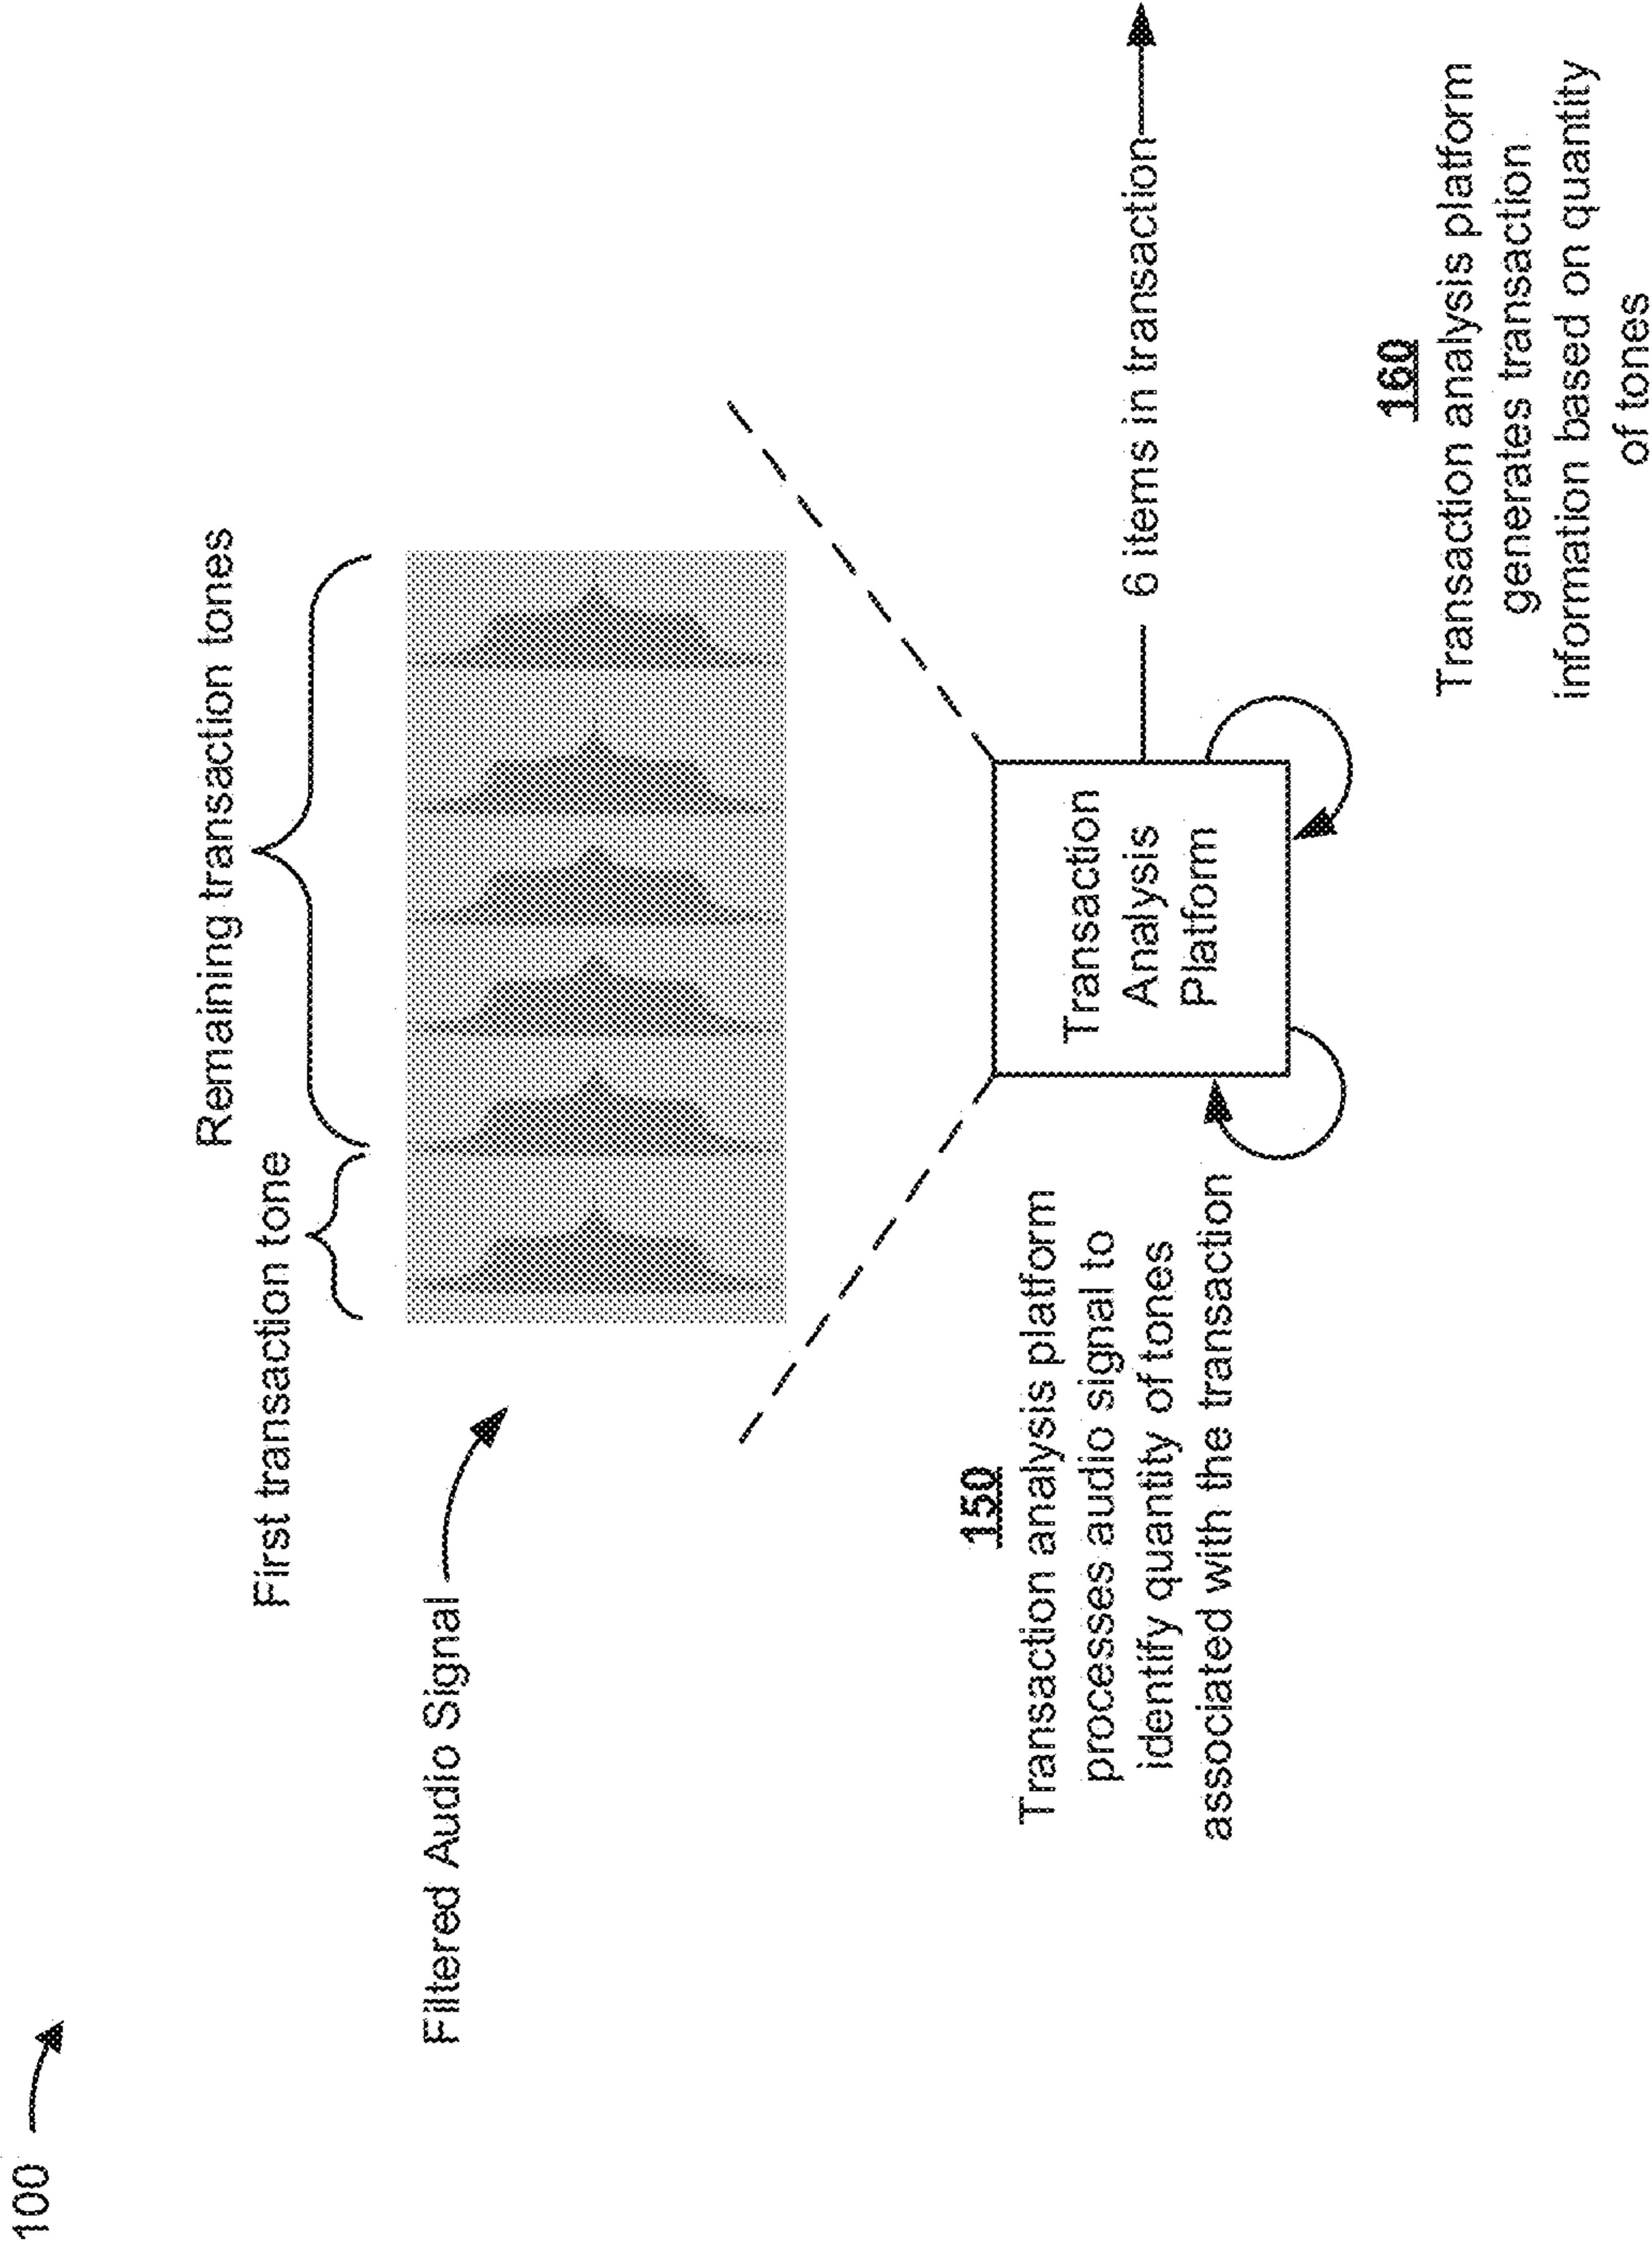 100
Remaining transaction tones
First transaction tone
Filtered Audio Signal
150
Transaction analysis platform
processes audio signal to
identify quantity of tones
associated with the transaction
Transaction
Analysis
Platform
6 items in transaction
160
Transaction analysis platform
generates transaction
information based on quantity
of tones